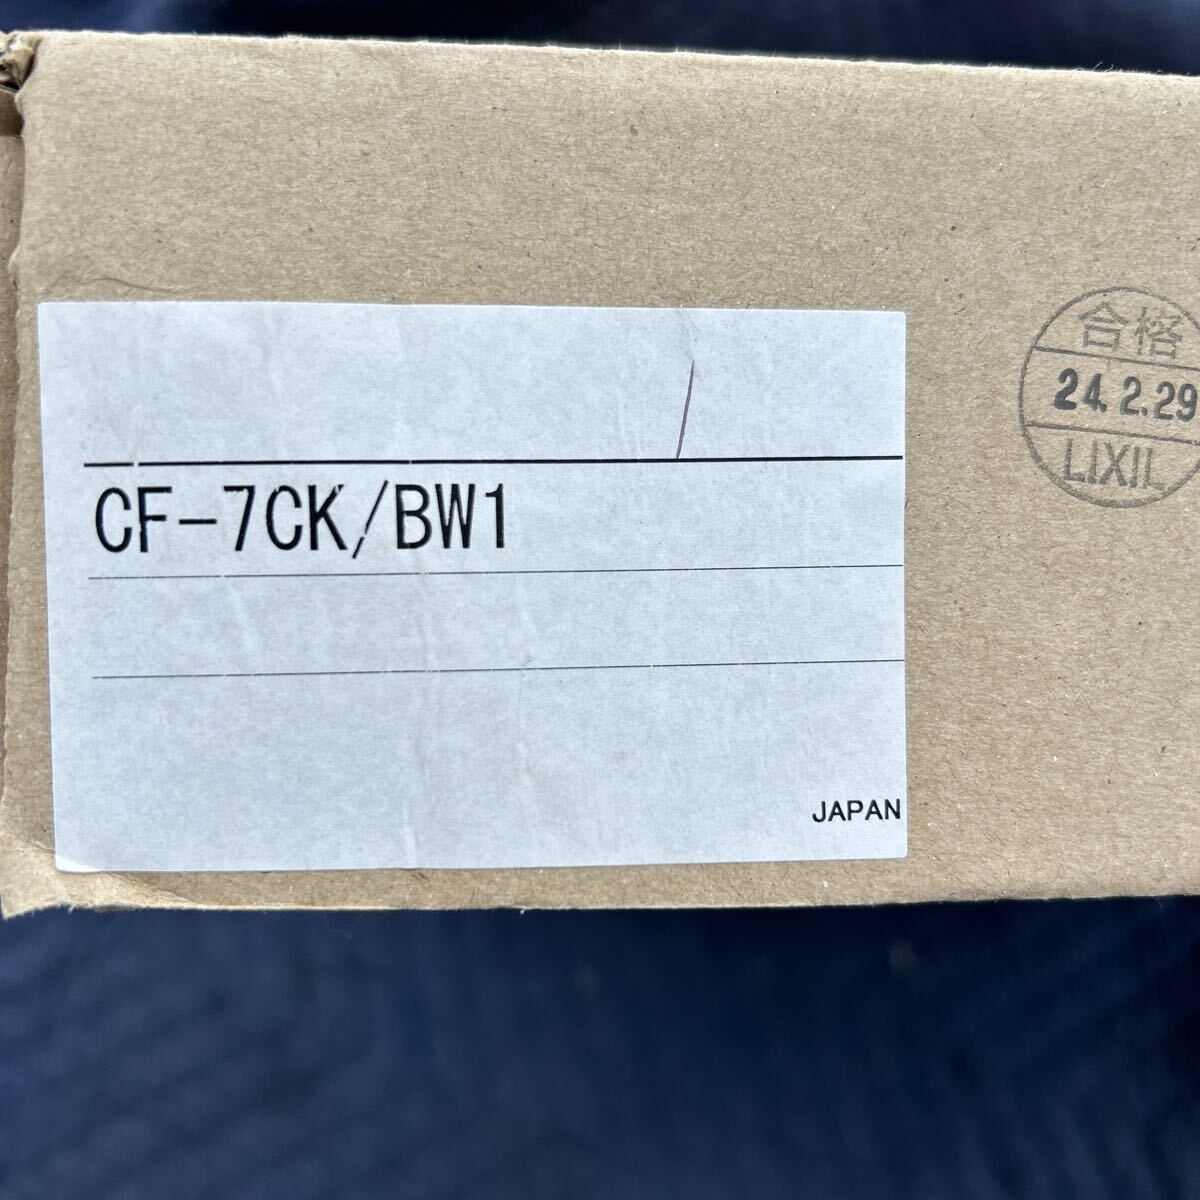 合格
24.2.29
LIXIL
CF-7CK/BW1
JAPAN